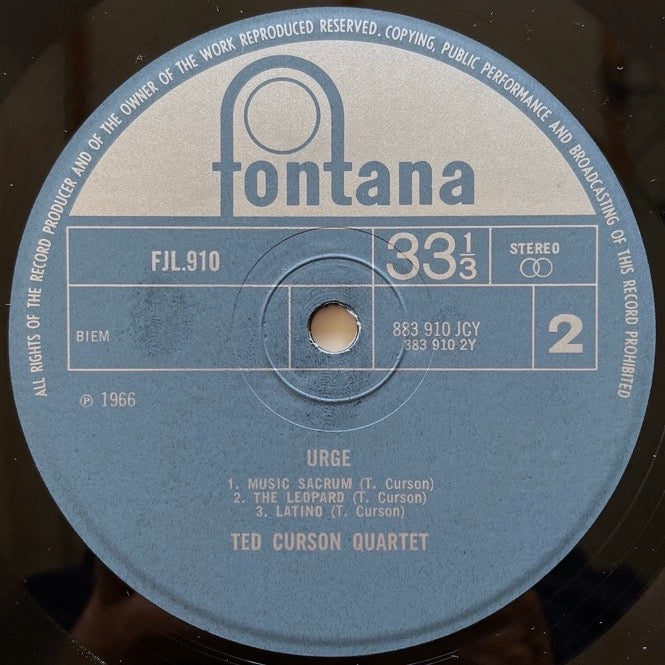 ALL RIGHTS OF THE RECORD PRODUCER AND OF THE OWNER OF THE WORK REPRODUCED RESERVED. COPYING, PUBLIC PERFORMANCE AND BROADCASTING OF THIS RECORD PROHIBITED
fontana
FJL.910
33⅓
STEREO
BIEM
883 910 JCY
883 910 2Y
2
℗ 1966
URGE
1. MUSIC SACRUM (T. Curson)
2. THE LEOPARD (T. Curson)
3. LATINO (T. Curson)
TED CURSON QUARTET